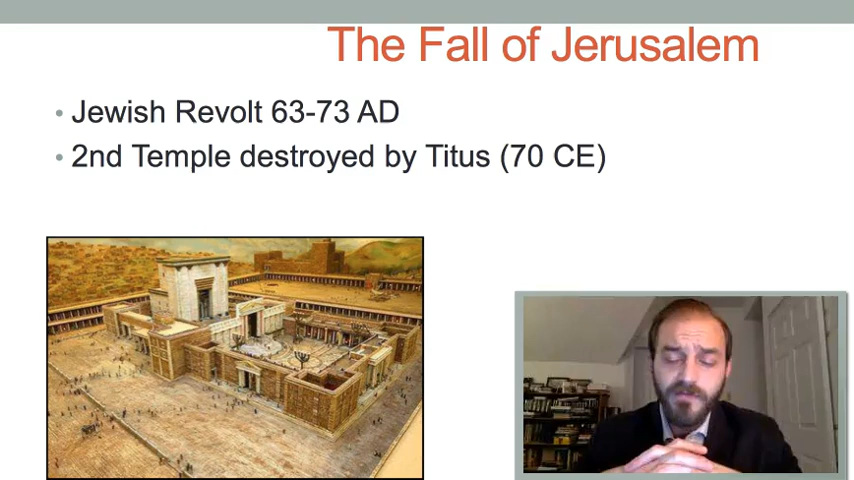 The Fall of Jerusalem
• Jewish Revolt 63-73 AD
• 2nd Temple destroyed by Titus (70 CE)